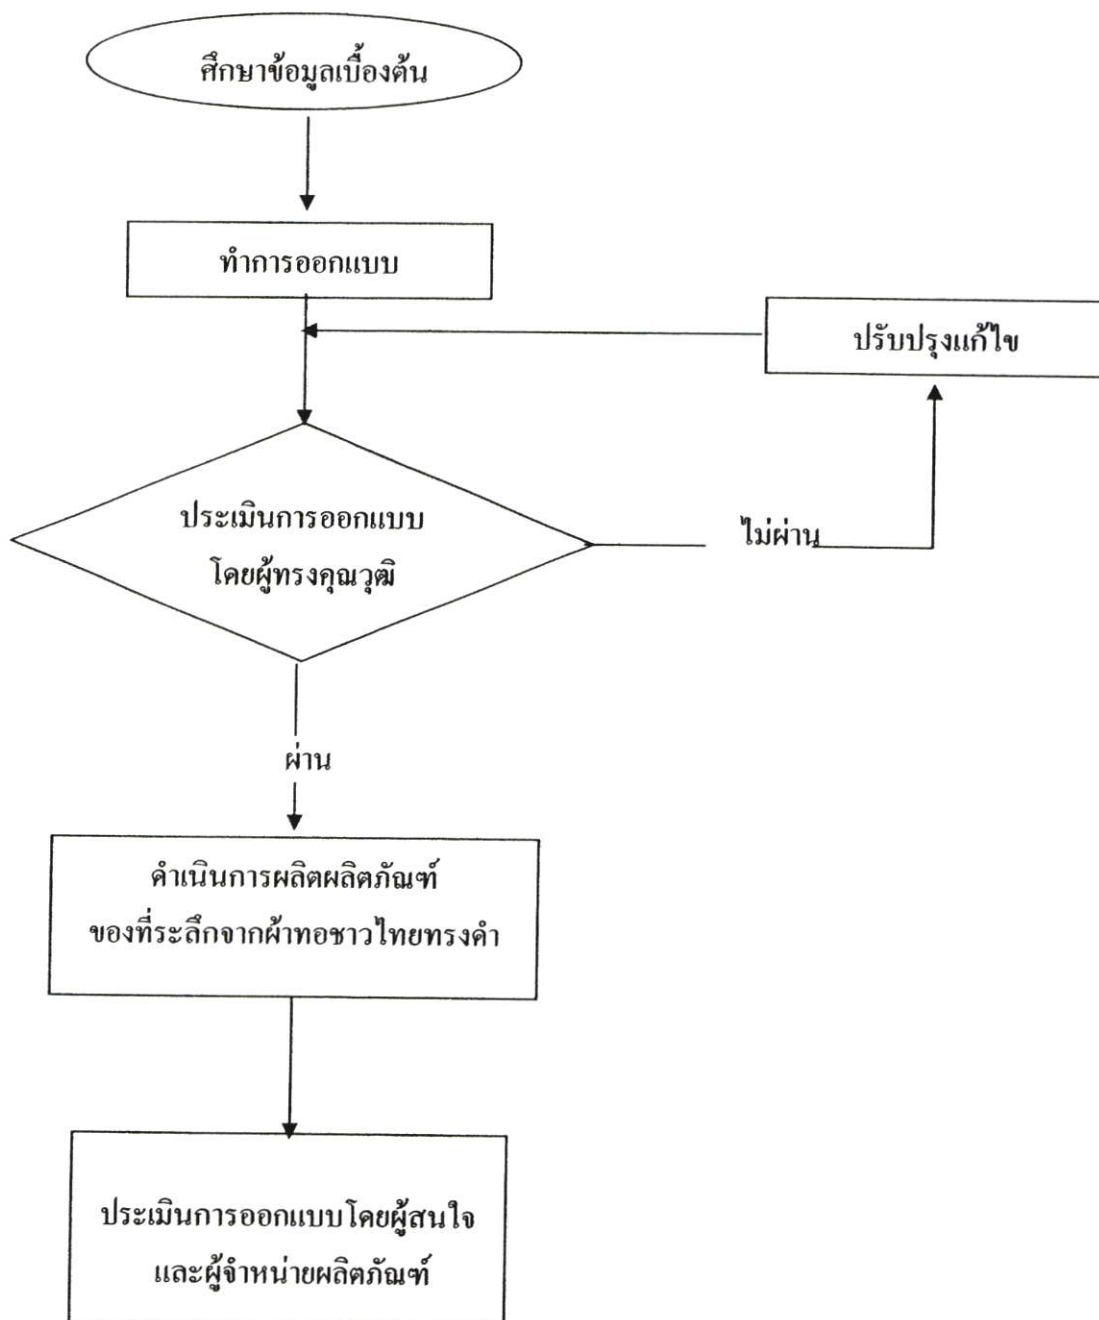 ศึกษาข้อมูลเบื้องต้น
ทำการออกแบบ
ปรับปรุงแก้ไข
ประเมินการออกแบบ
โดยผู้ทรงคุณวุฒิ
ไม่ผ่าน
ผ่าน
ดำเนินการผลิตผลิตภัณฑ์
ของที่ระลึกจากผ้าทอชาวไทยทรงดำ
ประเมินการออกแบบโดยผู้สนใจ
และผู้จำหน่ายผลิตภัณฑ์